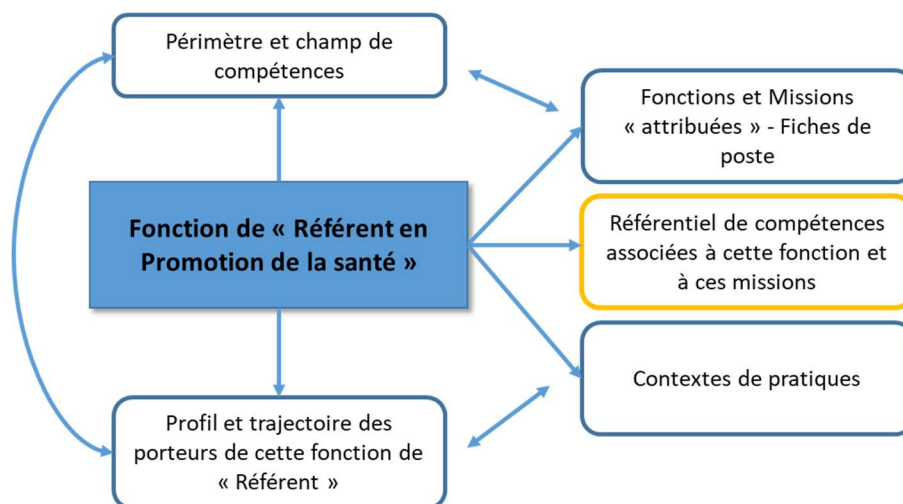 Périmètre et champ de
compétences
Fonctions et Missions
« attribuées » - Fiches de
poste
Fonction de « Référent en
Promotion de la santé »
Référentiel de compétences
associées à cette fonction et
à ces missions
Contextes de pratiques
Profil et trajectoire des
porteurs de cette fonction de
« Référent »